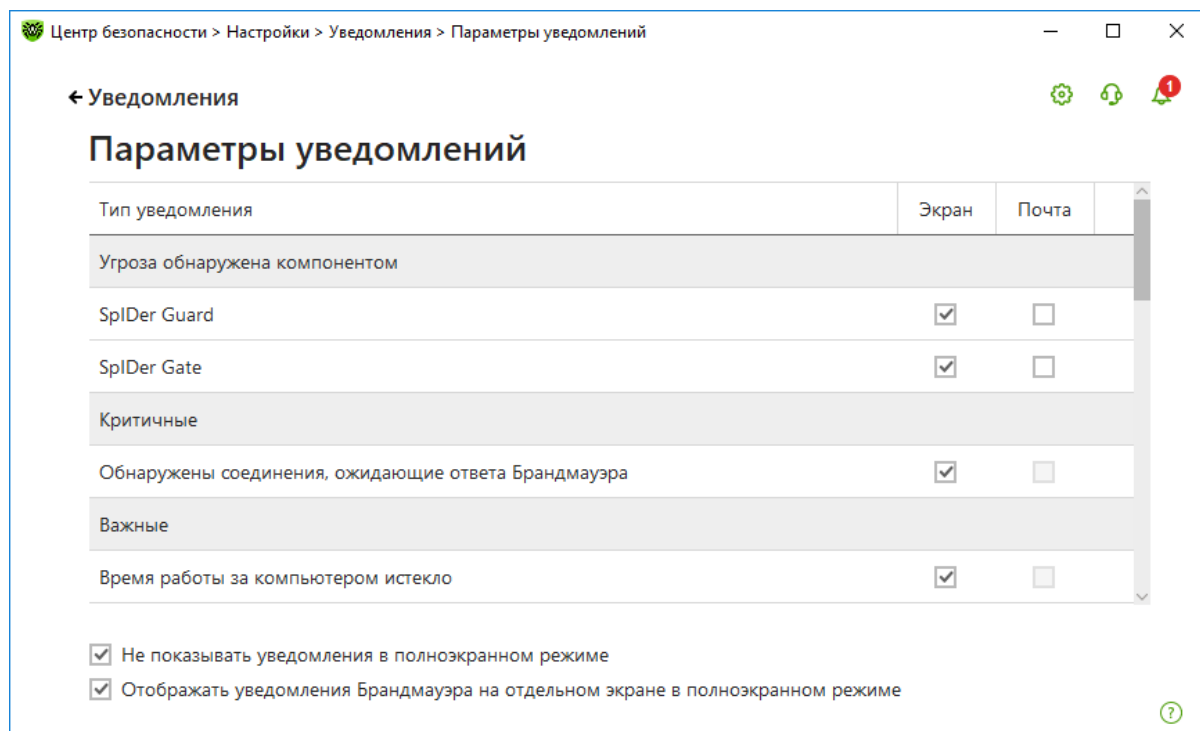 Центр безопасности > Настройки > Уведомления > Параметры уведомлений
Уведомления
1
Параметры уведомлений
Тип уведомления Экран Почта
Угроза обнаружена компонентом
SpIDer Guard
SpIDer Gate
Критичные
Обнаружены соединения, ожидающие ответа Брандмауэра
Важные
Время работы за компьютером истекло
Не показывать уведомления в полноэкранном режиме
Отображать уведомления Брандмауэра на отдельном экране в полноэкранном режиме
?